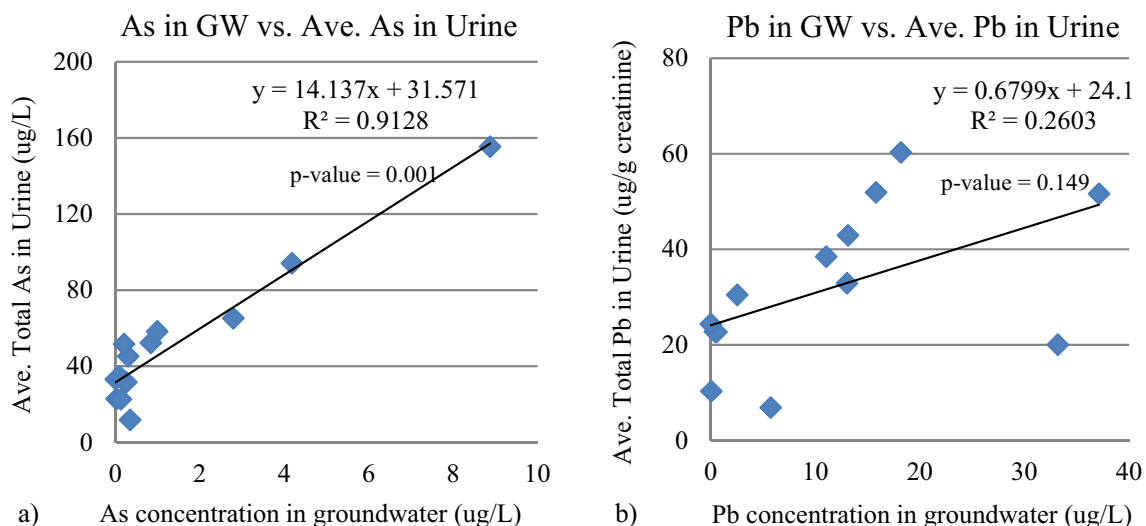 As in GW vs. Ave. As in Urine
Ave. Total As in Urine (ug/L)
200
160
120
80
40
0
y = 14.137x + 31.571
R² = 0.9128
p-value = 0.001
0 2 4 6 8 10
a) As concentration in groundwater (ug/L)
Pb in GW vs. Ave. Pb in Urine
Ave. Total Pb in Urine (ug/g creatinine)
80
60
40
20
0
y = 0.6799x + 24.1
R² = 0.2603
p-value = 0.149
0 10 20 30 40
b) Pb concentration in groundwater (ug/L)